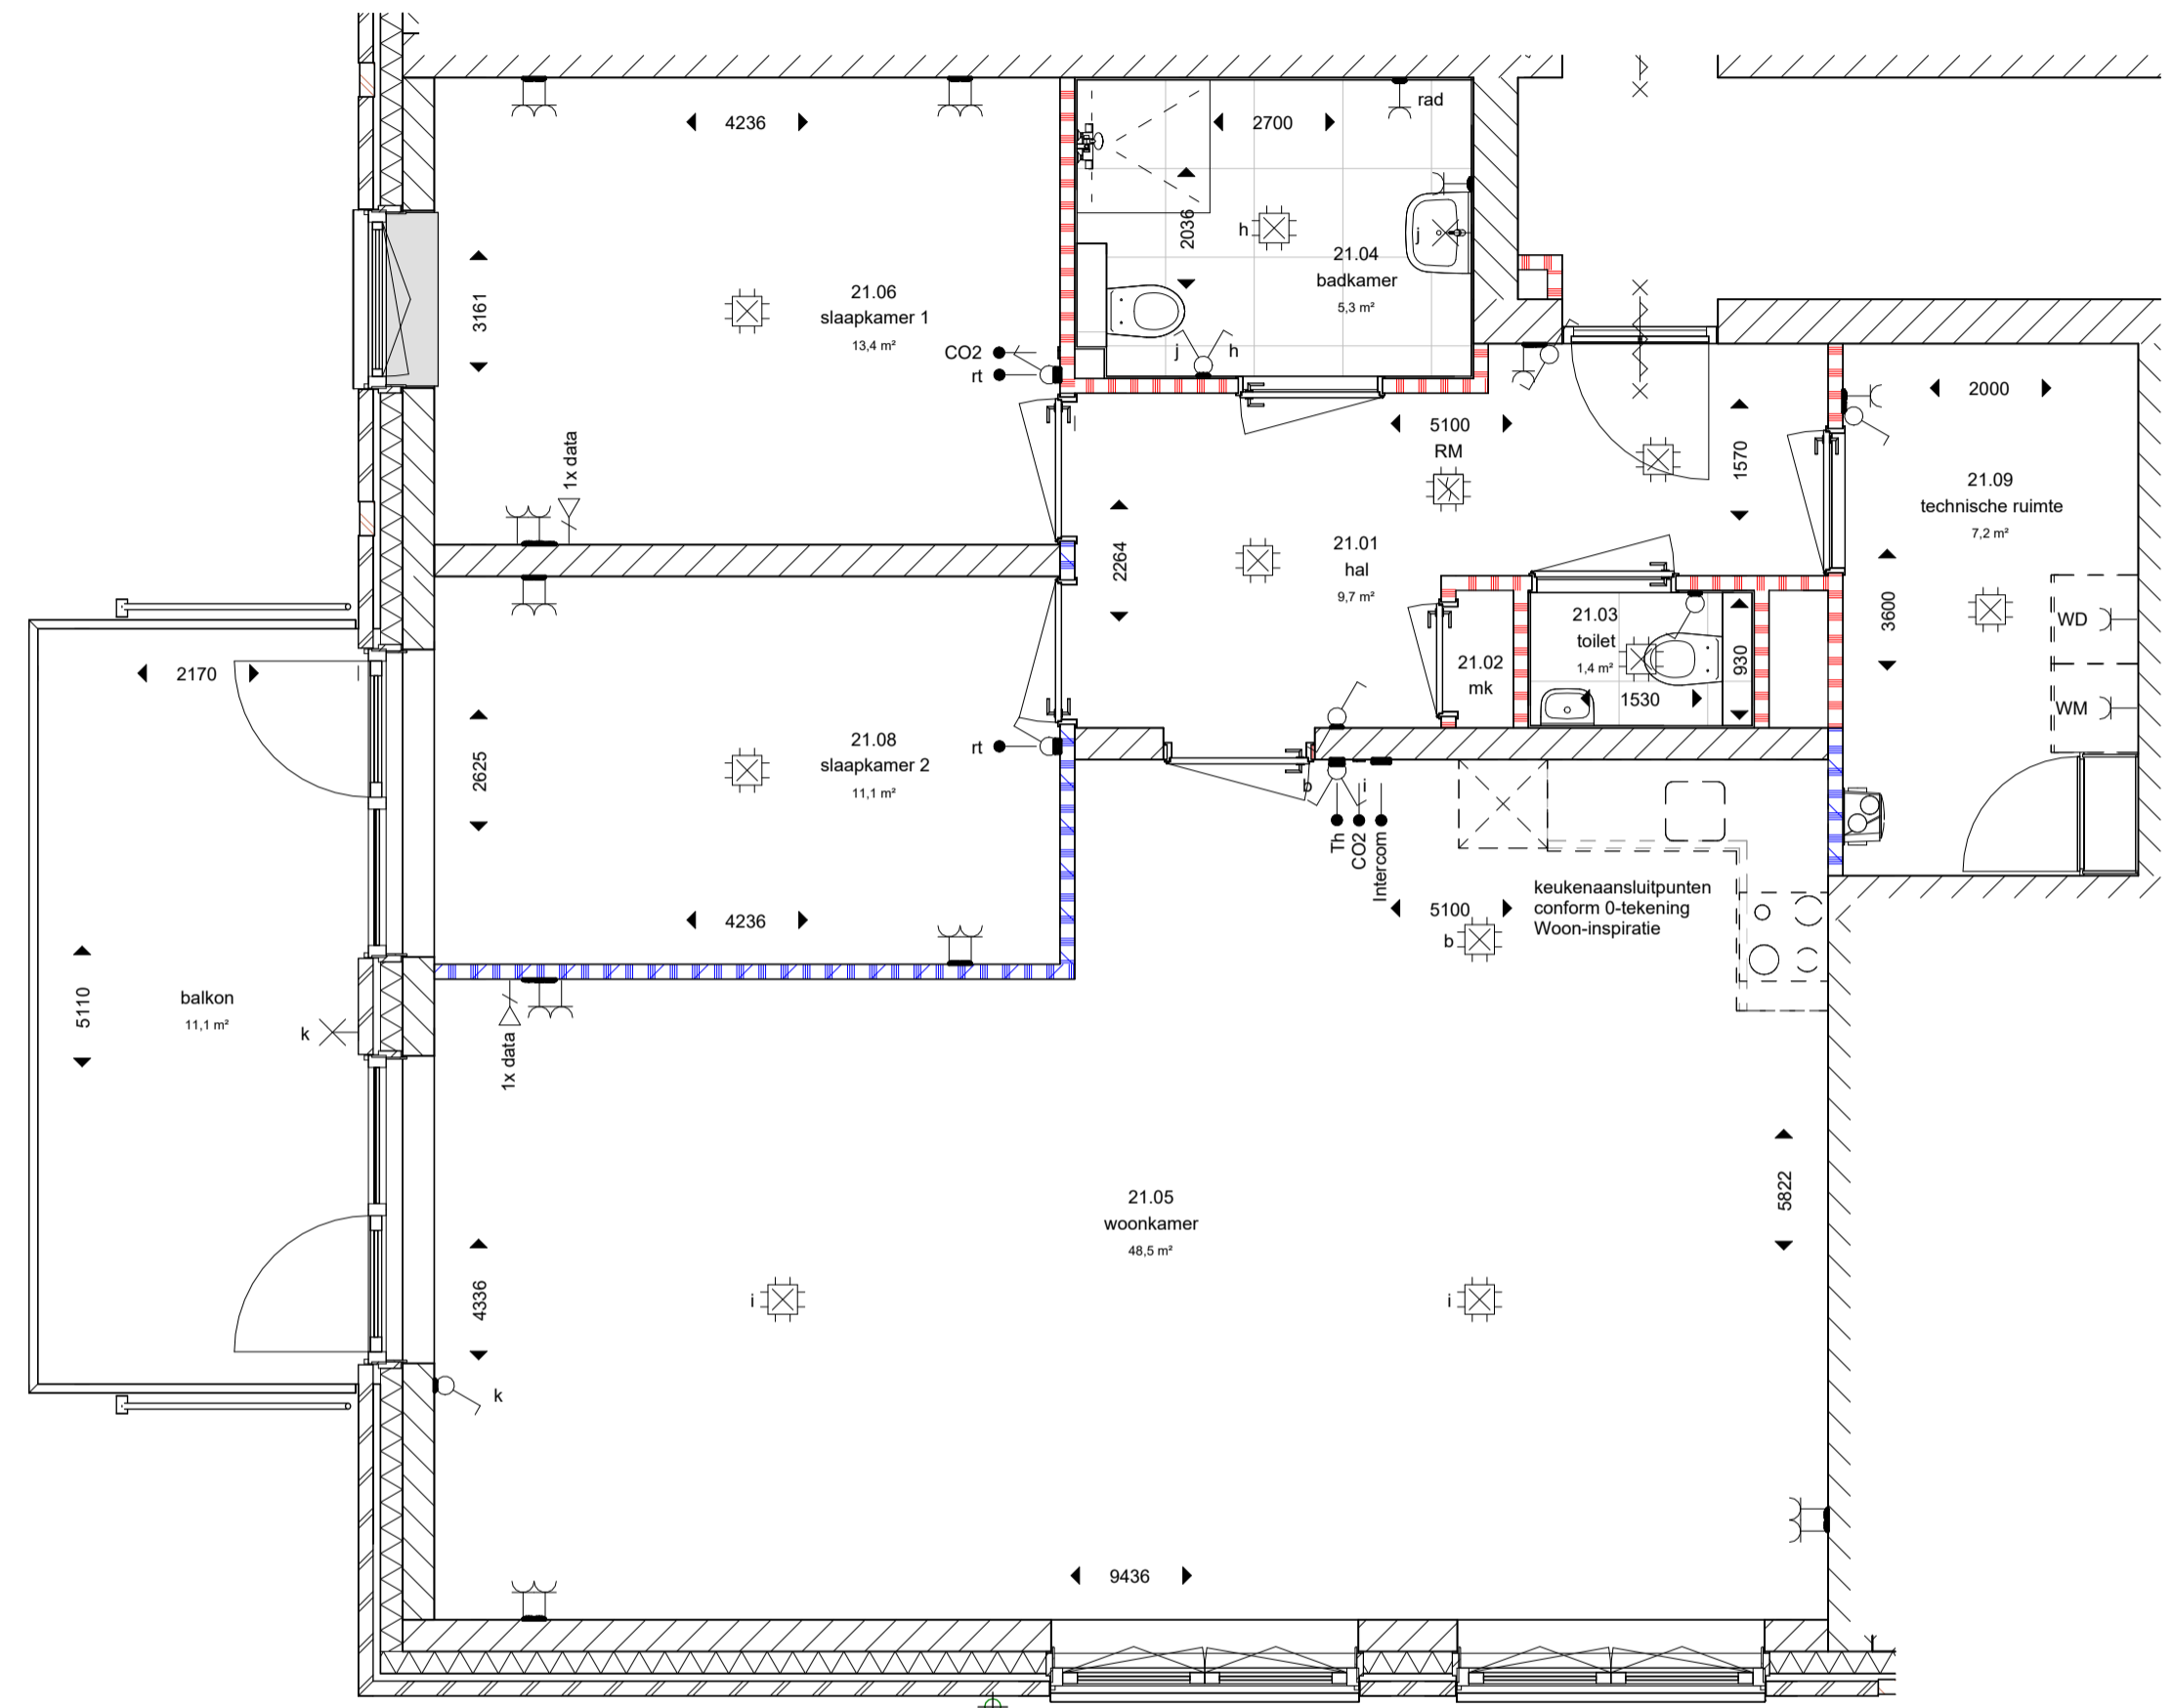 4236
2700
rad
2036
h
j
21.04
badkamer
5,3 m²
3161
21.06
slaapkamer 1
13,4 m²
CO2
rt
j
h
2000
5100
RM
1570
1x data
21.09
technische ruimte
7,2 m²
2264
21.01
hal
9,7 m²
3600
21.03
toilet
1,4 m²
WD
21.02
mk
930
1530
WM
2170
21.08
slaapkamer 2
11,1 m²
rt
2625
b
i
Th
CO2
Intercom
keukenaansluitpunten
conform 0-tekening
Woon-inspiratie
4236
5100
b
5110
balkon
11,1 m²
k
1x data
5822
21.05
woonkamer
48,5 m²
4336
i
i
k
9436